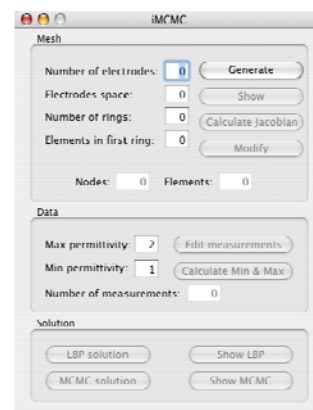 iMCMC
Mesh
Number of electrodes: 0 Generate
Electrodes space: 0 Show
Number of rings: 0 Calculate Jacobian
Elements in first ring: 0 Modify
Nodes: 0 Elements: 0
Data
Max permittivity: 2 Edit measurements
Min permittivity: 1 Calculate Min & Max
Number of measurements: 0
Solution
LBP solution Show LBP
MCMC solution Show MCMC